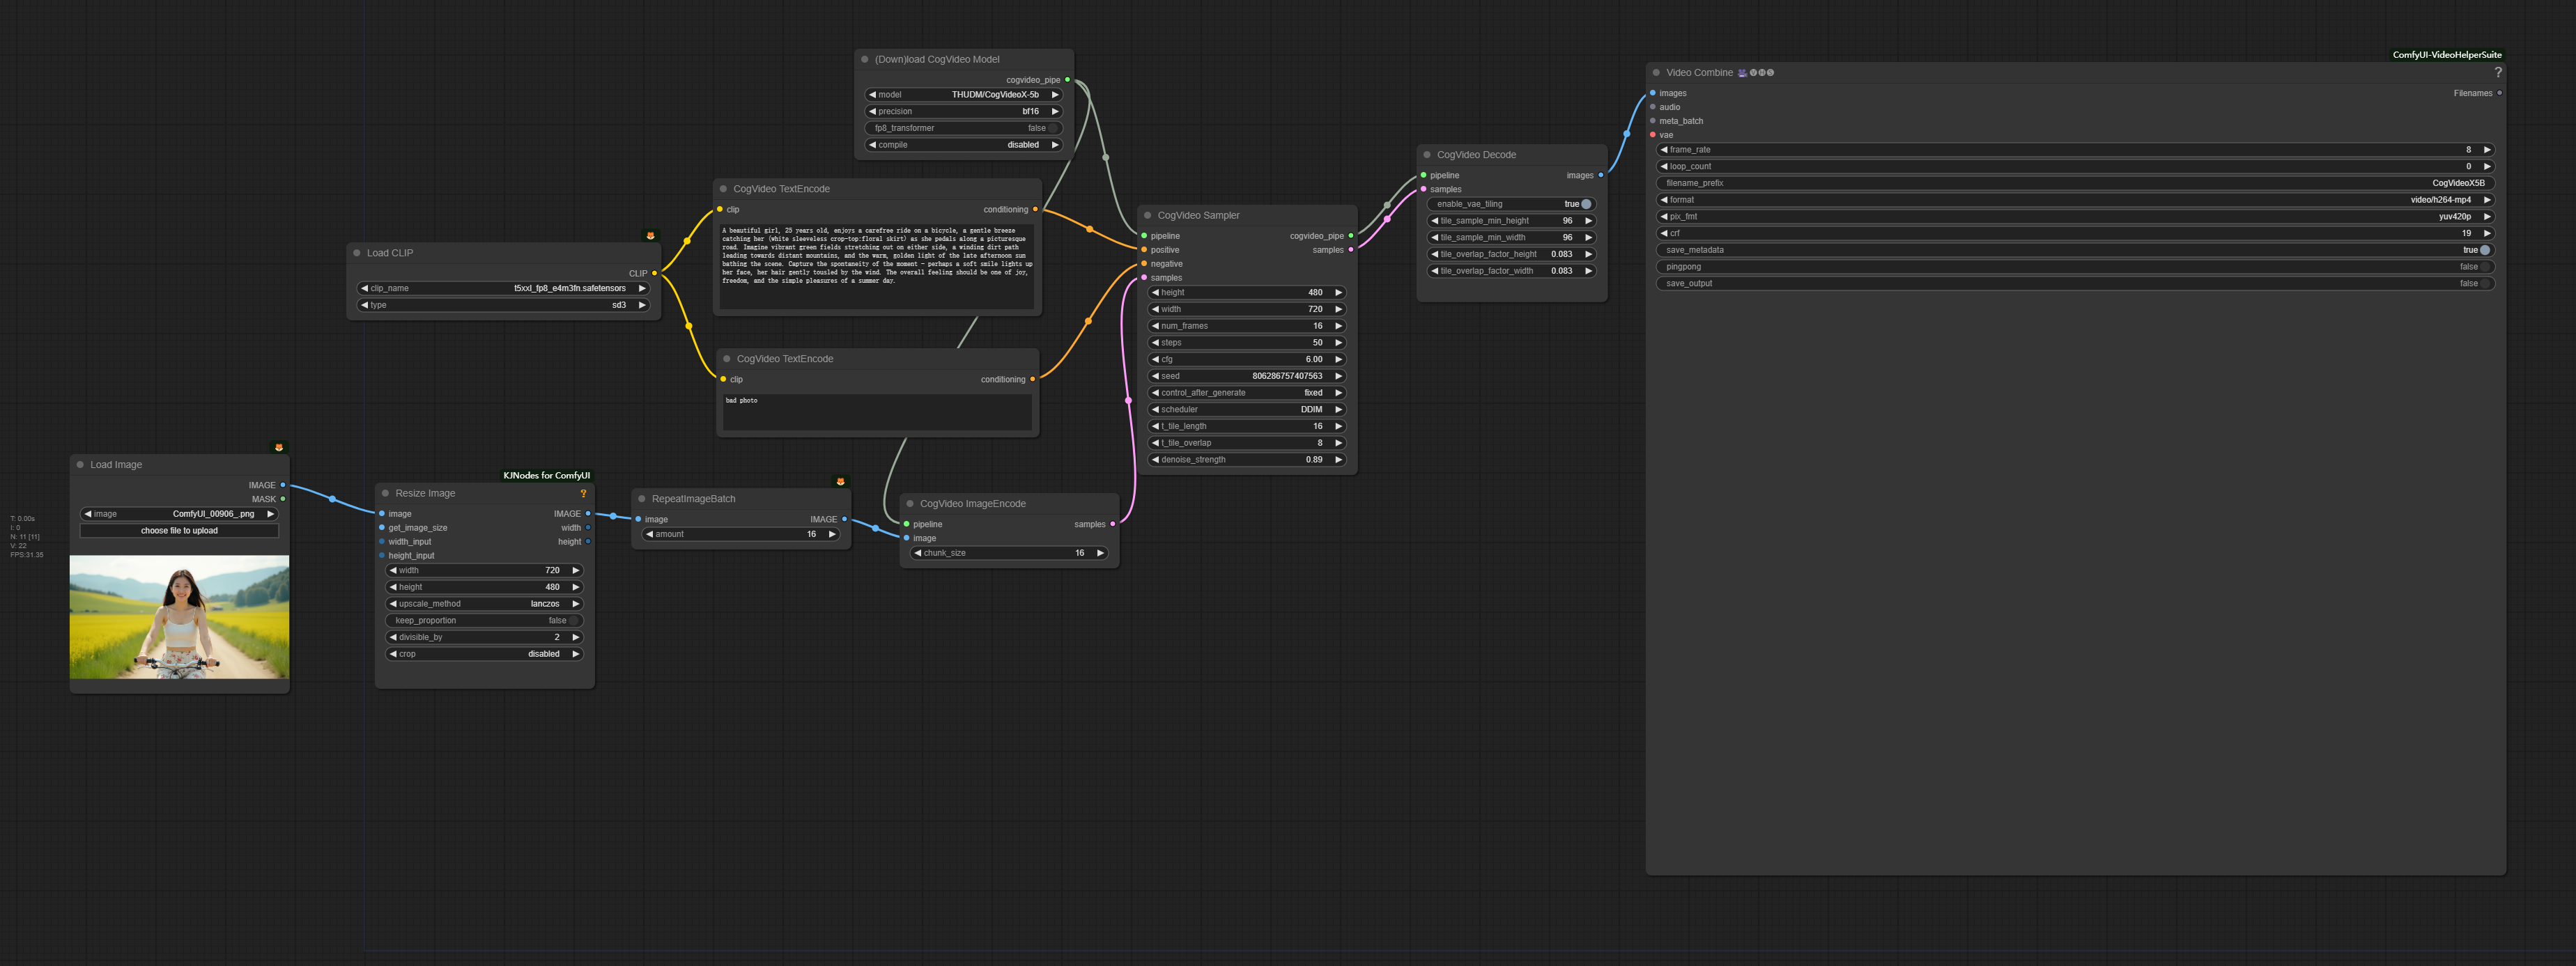 (Down)load CogVideo Model
cogvideo_pipe
model THUDM/CogVideoX-5b
precision bf16
fp8_transformer false
compile disabled
CogVideo TextEncode
clip conditioning
A beautiful girl, 25 years old, enjoys a carefree ride on a bicycle, a gentle breeze
catching her (white sleeveless crop-top:floral skirt) as she pedals along a picturesque
road. Imagine vibrant green fields stretching out on either side, a winding dirt path
leading towards distant mountains, and the warm, golden light of the late afternoon sun
bathing the scene. Capture the spontaneity of the moment - perhaps a soft smile lights up
her face, her hair gently tousled by the wind. The overall feeling should be one of joy,
freedom, and the simple pleasures of a summer day.
Load CLIP
CLIP
clip_name t5xxl_fp8_e4m3fn.safetensors
type sd3
CogVideo TextEncode
clip conditioning
bad photo
Load Image
IMAGE
MASK
image ComfyUI_00906_.png
choose file to upload
T: 0.00s
I: 0
N: 11 [11]
V: 22
FPS:31.35
KJNodes for ComfyUI
Resize Image ?
image IMAGE
get_image_size width
width_input height
height_input
width 720
height 480
upscale_method lanczos
keep_proportion false
divisible_by 2
crop disabled
RepeatImageBatch
image IMAGE
amount 16
CogVideo ImageEncode
pipeline samples
image
chunk_size 16
CogVideo Sampler
pipeline cogvideo_pipe
positive samples
negative
samples
height 480
width 720
num_frames 16
steps 50
cfg 6.00
seed 806286757407563
control_after_generate fixed
scheduler DDIM
t_tile_length 16
t_tile_overlap 8
denoise_strength 0.89
CogVideo Decode
pipeline images
samples
enable_vae_tiling true
tile_sample_min_height 96
tile_sample_min_width 96
tile_overlap_factor_height 0.083
tile_overlap_factor_width 0.083
ComfyUI-VideoHelperSuite
Video Combine 🎥🅥🅗🅢 ?
images Filenames
audio
meta_batch
vae
frame_rate 8
loop_count 0
filename_prefix CogVideoX5B
format video/h264-mp4
pix_fmt yuv420p
crf 19
save_metadata true
pingpong false
save_output false